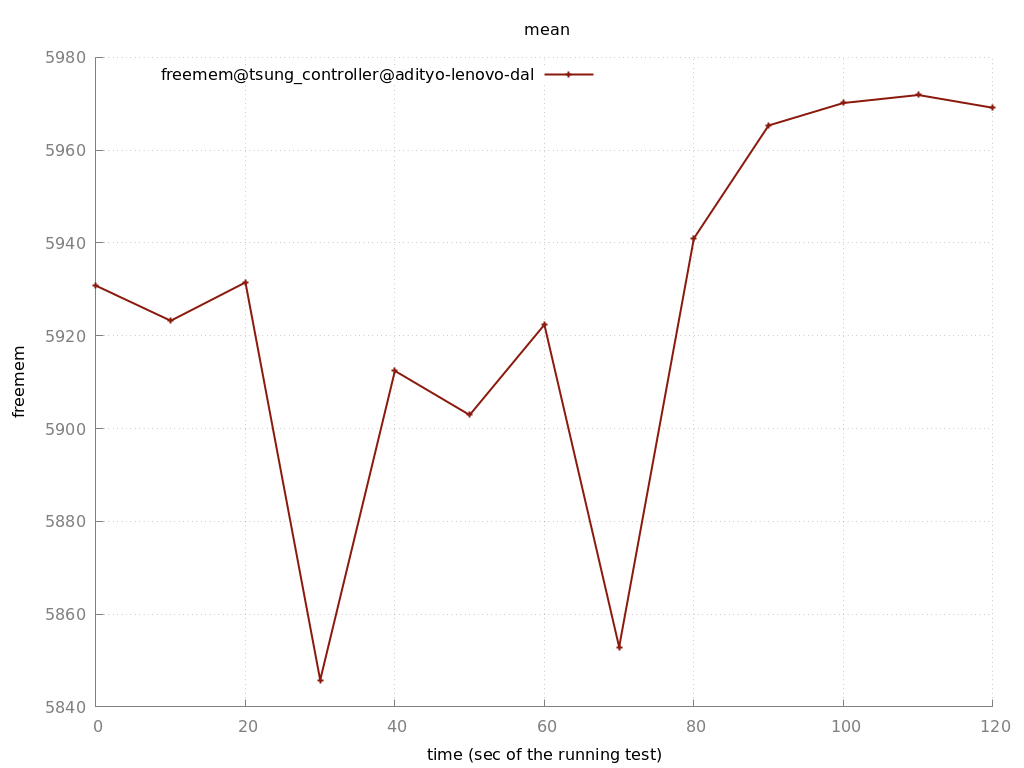 mean
freemem@tsung_controller@adityo-lenovo-dal
5980
5960
5940
5920
5900
5880
5860
5840
freemem
0 20 40 60 80 100 120
time (sec of the running test)